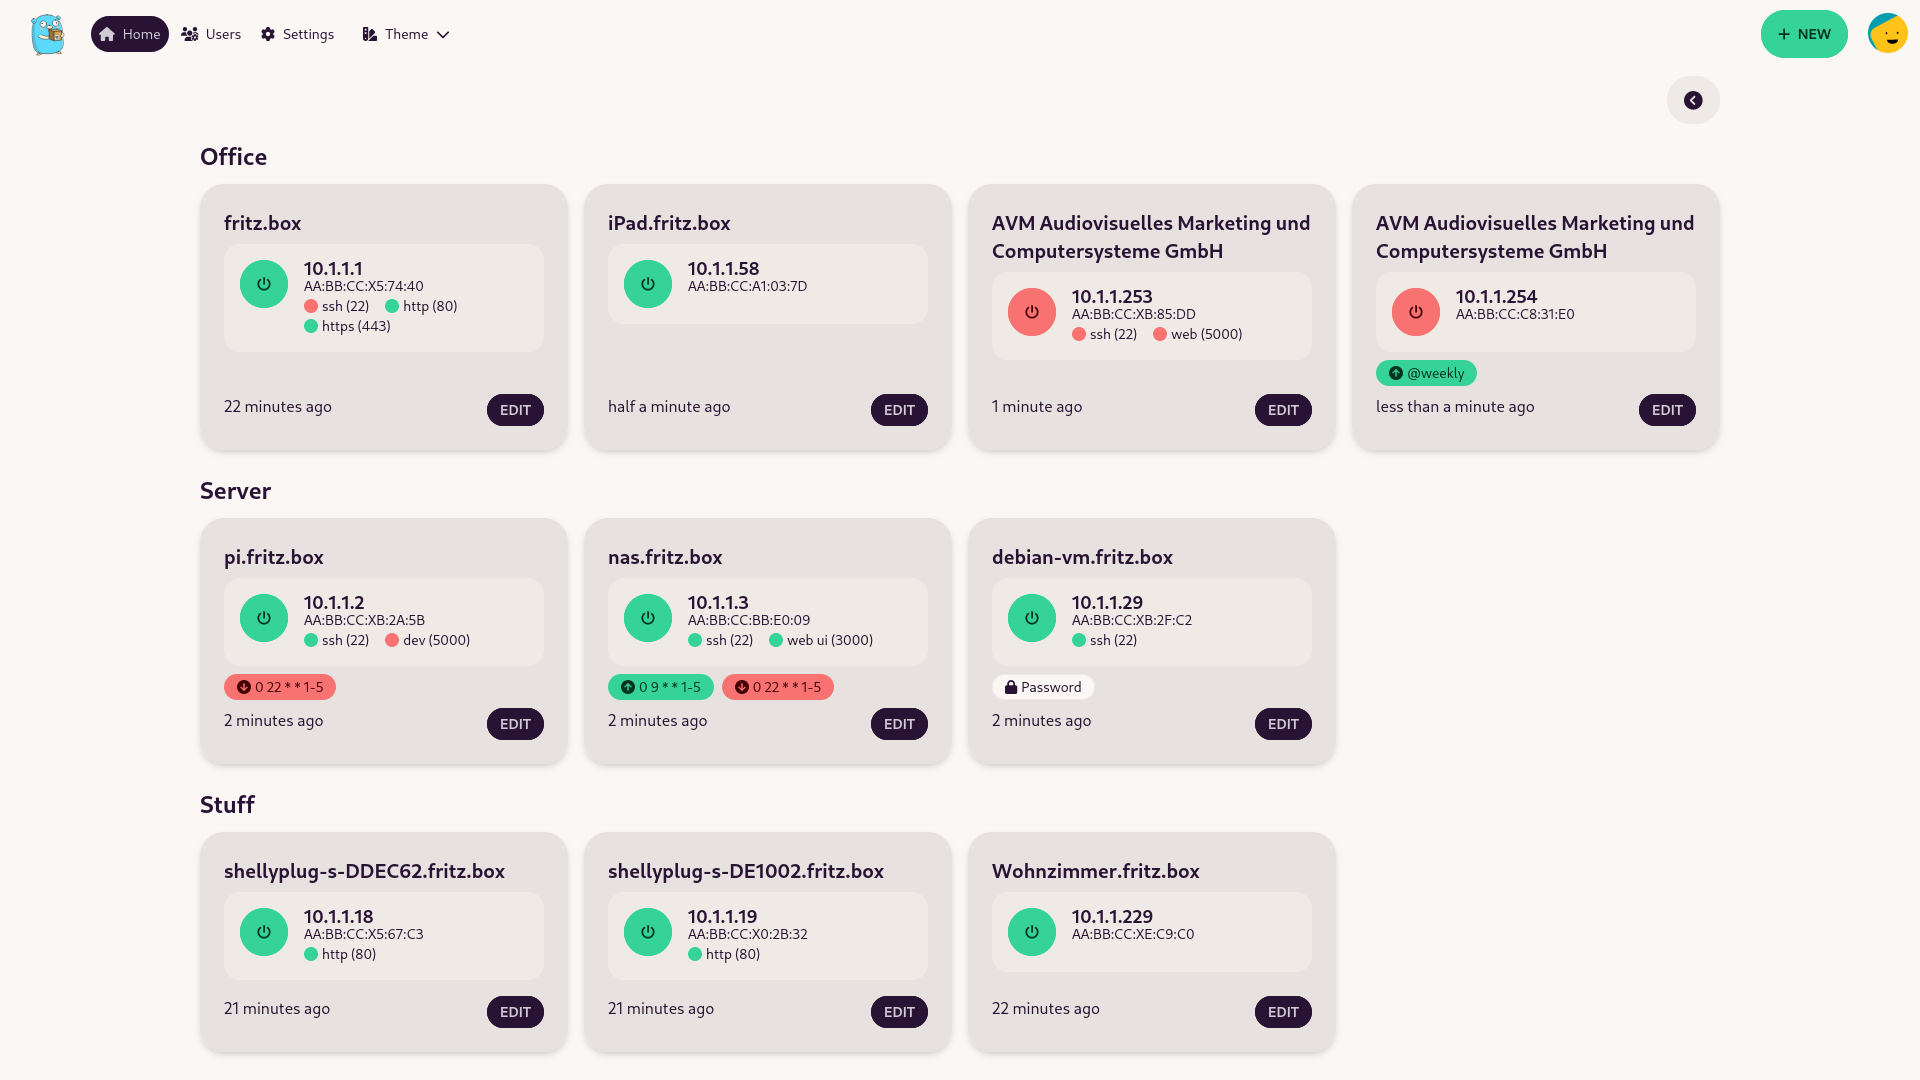 Home Users Settings Theme
+ NEW
Office
fritz.box
10.1.1.1
AA:BB:CC:X5:74:40
ssh (22) http (80)
https (443)
22 minutes ago EDIT
iPad.fritz.box
10.1.1.58
AA:BB:CC:A1:03:7D
half a minute ago EDIT
AVM Audiovisuelles Marketing und
Computersysteme GmbH
10.1.1.253
AA:BB:CC:XB:85:DD
ssh (22) web (5000)
1 minute ago EDIT
AVM Audiovisuelles Marketing und
Computersysteme GmbH
10.1.1.254
AA:BB:CC:C8:31:E0
@weekly
less than a minute ago EDIT
Server
pi.fritz.box
10.1.1.2
AA:BB:CC:XB:2A:5B
ssh (22) dev (5000)
0 22 * * 1-5
2 minutes ago EDIT
nas.fritz.box
10.1.1.3
AA:BB:CC:BB:E0:09
ssh (22) web ui (3000)
0 9 * * 1-5 0 22 * * 1-5
2 minutes ago EDIT
debian-vm.fritz.box
10.1.1.29
AA:BB:CC:XB:2F:C2
ssh (22)
Password
2 minutes ago EDIT
Stuff
shellyplug-s-DDEC62.fritz.box
10.1.1.18
AA:BB:CC:X5:67:C3
http (80)
21 minutes ago EDIT
shellyplug-s-DE1002.fritz.box
10.1.1.19
AA:BB:CC:X0:2B:32
http (80)
21 minutes ago EDIT
Wohnzimmer.fritz.box
10.1.1.229
AA:BB:CC:XE:C9:C0
22 minutes ago EDIT